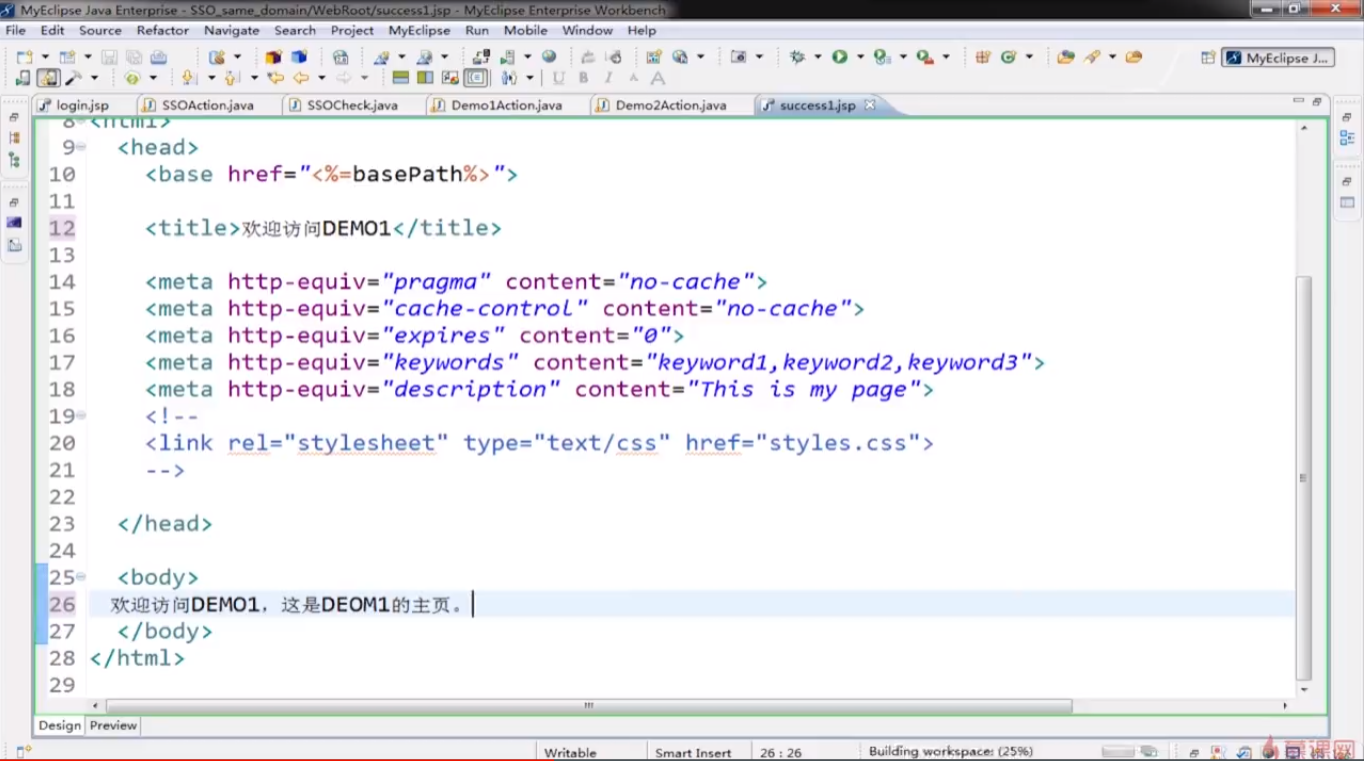 MyEclipse Java Enterprise - SSO_same_domain/WebRoot/success1.jsp - MyEclipse Enterprise Workbench
File Edit Source Refactor Navigate Search Project MyEclipse Run Mobile Window Help
MyEclipse J...
login.jsp SSOAction.java SSOCheck.java Demo1Action.java Demo2Action.java success1.jsp
8 <html>
9 <head>
10 <base href="<%=basePath%>">
11
12 <title>欢迎访问DEMO1</title>
13
14 <meta http-equiv="pragma" content="no-cache">
15 <meta http-equiv="cache-control" content="no-cache">
16 <meta http-equiv="expires" content="0">
17 <meta http-equiv="keywords" content="keyword1,keyword2,keyword3">
18 <meta http-equiv="description" content="This is my page">
19 <!--
20 <link rel="stylesheet" type="text/css" href="styles.css">
21 -->
22
23 </head>
24
25 <body>
26 欢迎访问DEMO1，这是DEOM1的主页。
27 </body>
28 </html>
29
Design Preview
Writable Smart Insert 26 : 26 Building workspace: (25%)
慕课网